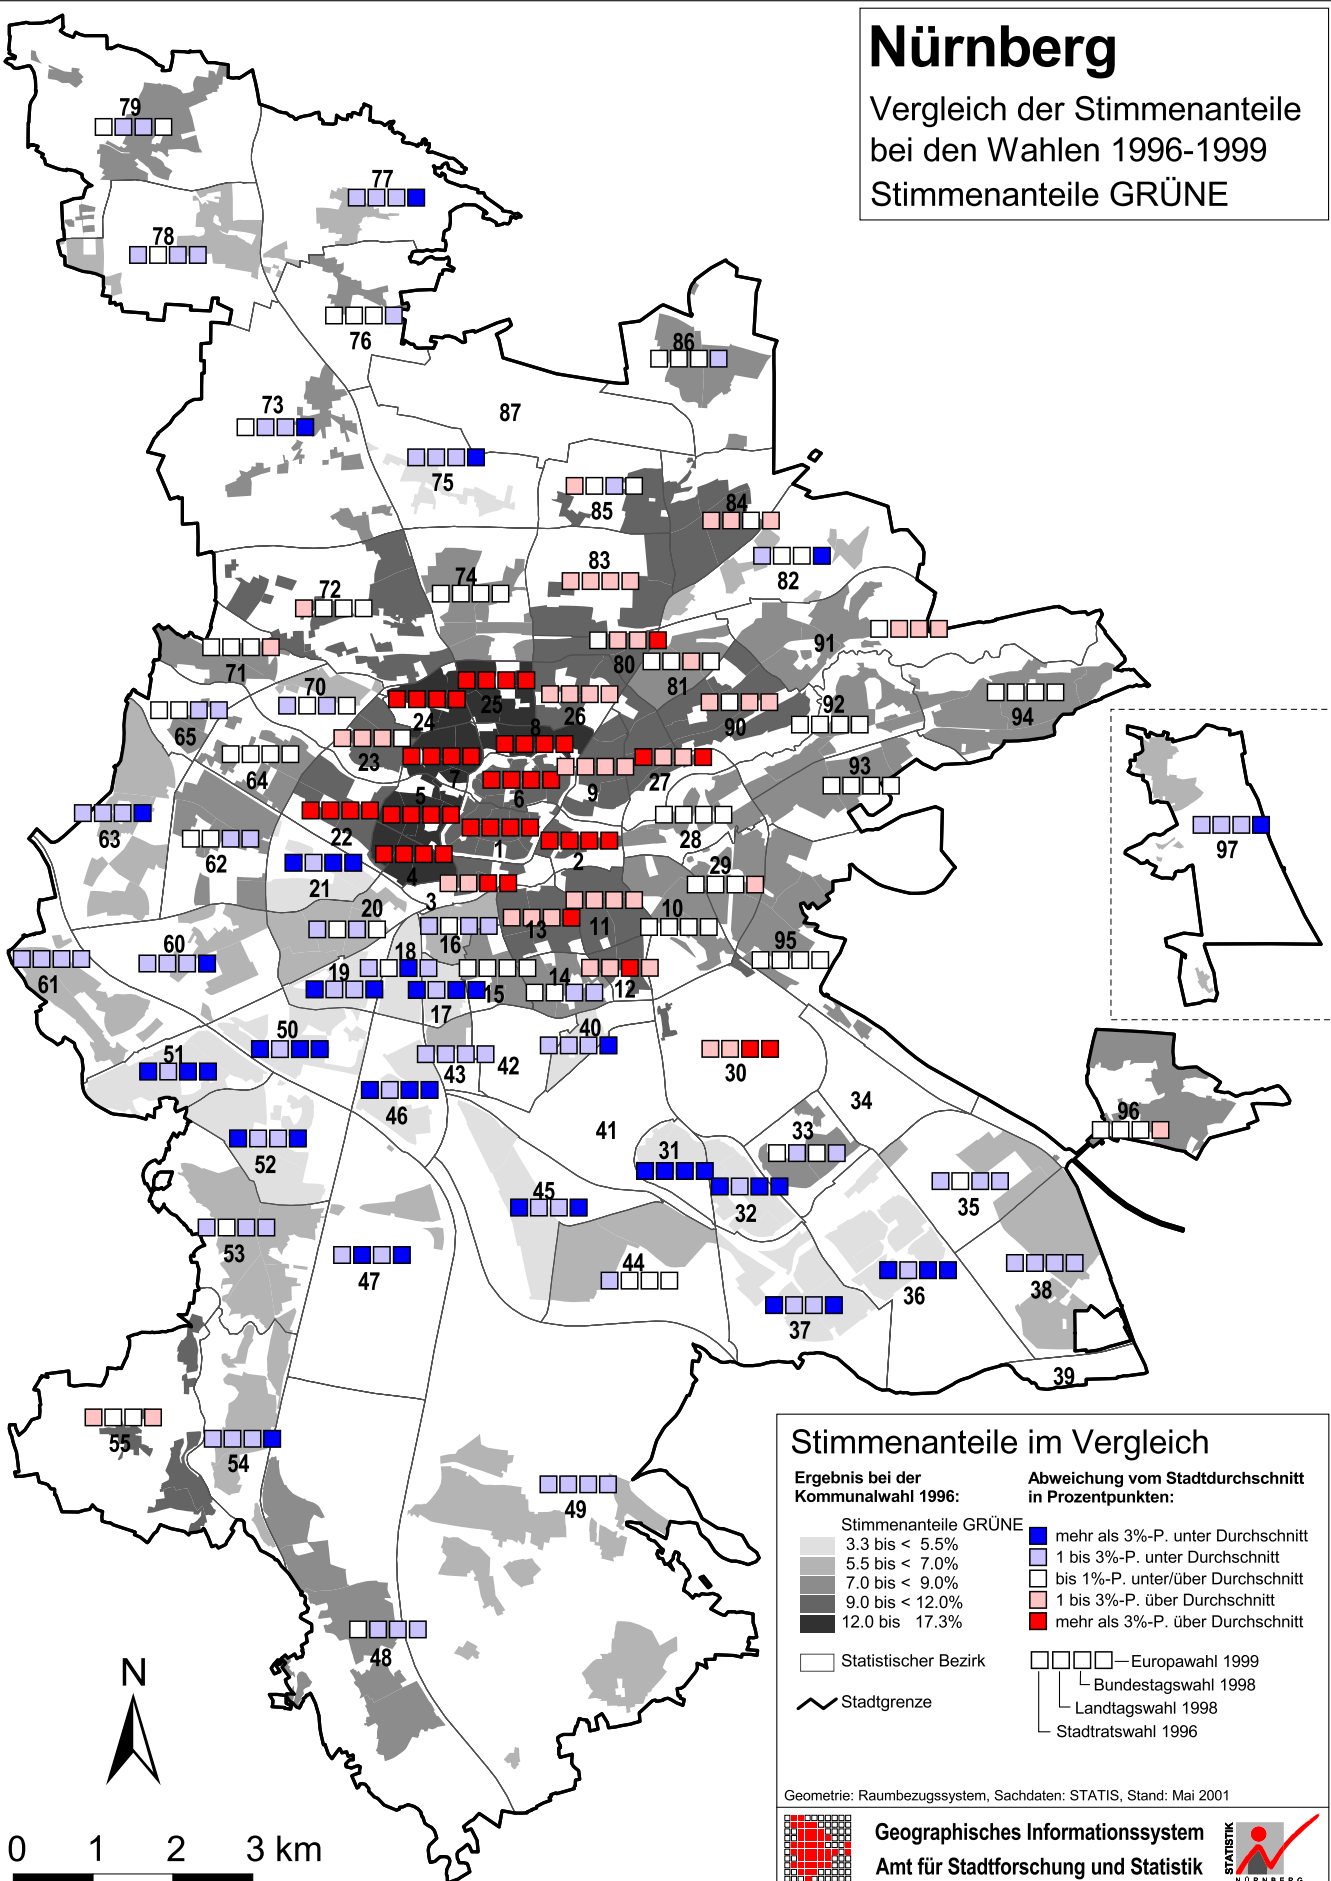 Nürnberg
Vergleich der Stimmenanteile
bei den Wahlen 1996-1999
Stimmenanteile GRÜNE
79
77
78
76
86
73
87
75
85
84
83
82
72
74
71
80
91
81
70
25
26
92
94
65
24
90
8
23
64
7
27
93
9
6
5
63
22
28
97
62
1
2
21
4
29
3
20
16
13
11
10
60
18
95
61
19
14
12
15
17
50
40
51
43
42
30
46
34
96
41
33
52
31
45
32
35
53
47
44
36
38
37
39
55
54
49
48
N
0 1 2 3 km
Stimmenanteile im Vergleich
Ergebnis bei der
Kommunalwahl 1996:
Stimmenanteile GRÜNE
3.3 bis < 5.5%
5.5 bis < 7.0%
7.0 bis < 9.0%
9.0 bis < 12.0%
12.0 bis 17.3%
Statistischer Bezirk
Stadtgrenze
Abweichung vom Stadtdurchschnitt
in Prozentpunkten:
mehr als 3%-P. unter Durchschnitt
1 bis 3%-P. unter Durchschnitt
bis 1%-P. unter/über Durchschnitt
1 bis 3%-P. über Durchschnitt
mehr als 3%-P. über Durchschnitt
Europawahl 1999
Bundestagswahl 1998
Landtagswahl 1998
Stadtratswahl 1996
Geometrie: Raumbezugssystem, Sachdaten: STATIS, Stand: Mai 2001
Geographisches Informationssystem
Amt für Stadtforschung und Statistik
STATISTIK
NÜRNBERG